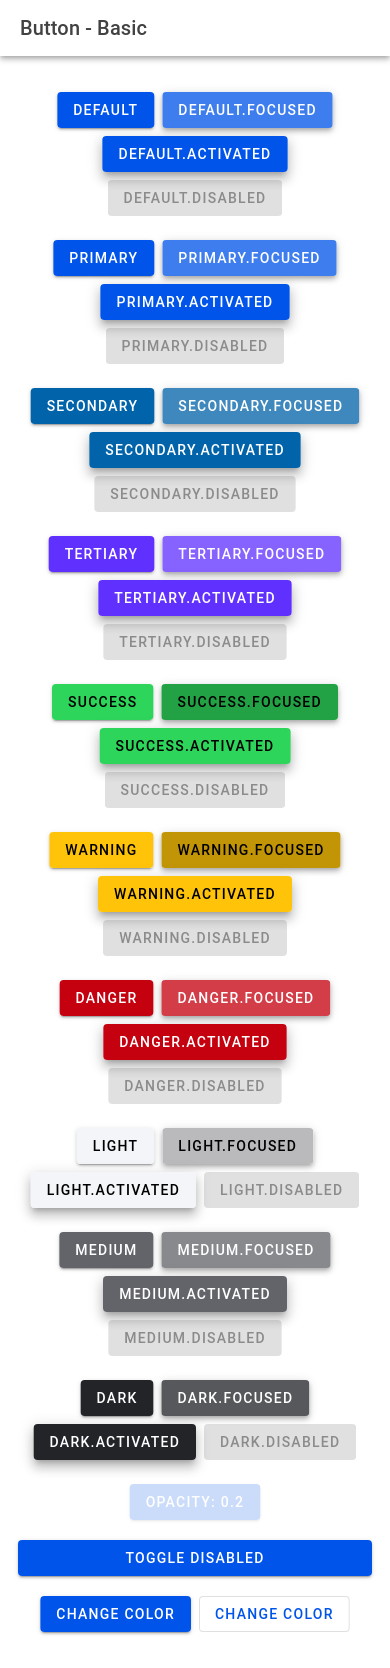 Button - Basic
DEFAULT DEFAULT.FOCUSED
DEFAULT.ACTIVATED
DEFAULT.DISABLED
PRIMARY PRIMARY.FOCUSED
PRIMARY.ACTIVATED
PRIMARY.DISABLED
SECONDARY SECONDARY.FOCUSED
SECONDARY.ACTIVATED
SECONDARY.DISABLED
TERTIARY TERTIARY.FOCUSED
TERTIARY.ACTIVATED
TERTIARY.DISABLED
SUCCESS SUCCESS.FOCUSED
SUCCESS.ACTIVATED
SUCCESS.DISABLED
WARNING WARNING.FOCUSED
WARNING.ACTIVATED
WARNING.DISABLED
DANGER DANGER.FOCUSED
DANGER.ACTIVATED
DANGER.DISABLED
LIGHT LIGHT.FOCUSED
LIGHT.ACTIVATED LIGHT.DISABLED
MEDIUM MEDIUM.FOCUSED
MEDIUM.ACTIVATED
MEDIUM.DISABLED
DARK DARK.FOCUSED
DARK.ACTIVATED DARK.DISABLED
OPACITY: 0.2
TOGGLE DISABLED
CHANGE COLOR CHANGE COLOR